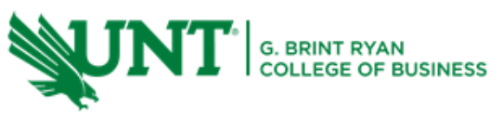 UNT®
G. BRINT RYAN
COLLEGE OF BUSINESS